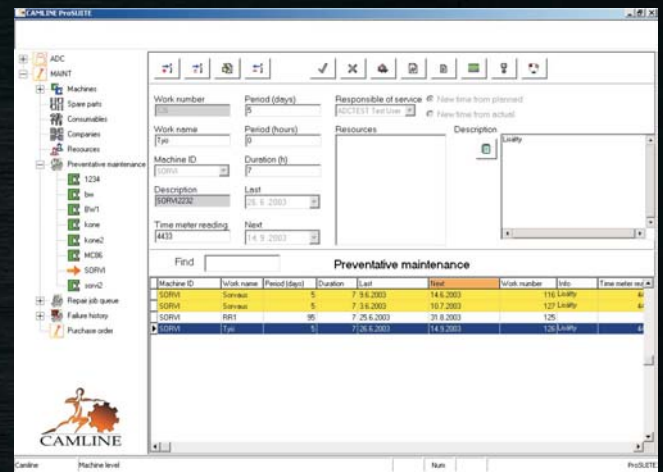 CAMLINE ProSUITE
ADC
MAINT
Machines
Spare parts
Consumables
Companies
Resources
Preventative maintenance
1234
bw
BW1
kone
kone2
MC86
SORVI
sorvi2
Repair job queue
Failure history
Purchase order
CAMLINE
Work number
Period (days)
5
Responsible of service
ADCTEST Test User
New time from planned
New time from actual
Work name
Tyo
Period (hours)
0
Resources
Description
Lisätty
Machine ID
SORVI
Duration (h)
7
Description
SORVI2232
Last
26. 6 .2003
Time meter reading
4433
Next
14. 9 .2003
Find
Preventative maintenance
Machine ID Work name Period (days) Duration Last Next Work number Info Time meter
SORVI Sorvaus 5 7 9.6.2003 14.6.2003 116 Lisätty
SORVI Sorvaus 5 7 3.6.2003 10.7.2003 127 Lisätty
SORVI RR1 95 7 25.6.2003 31.8.2003 125
SORVI Tyo 5 7 26.6.2003 14.9.2003 126 Lisätty
Camline Machine level Num ProSUITE